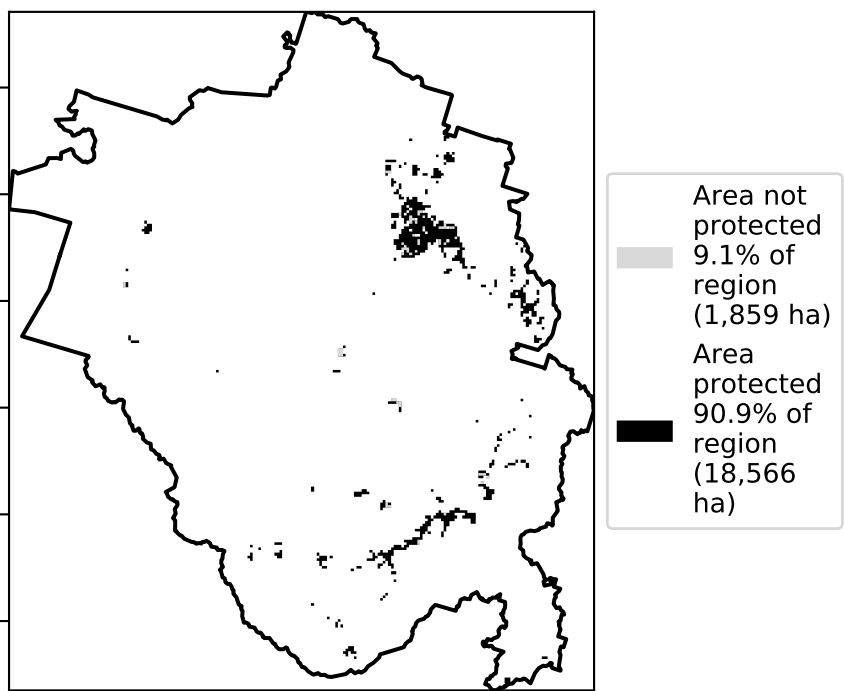 Area not
protected
9.1% of
region
(1,859 ha)
Area
protected
90.9% of
region
(18,566
ha)